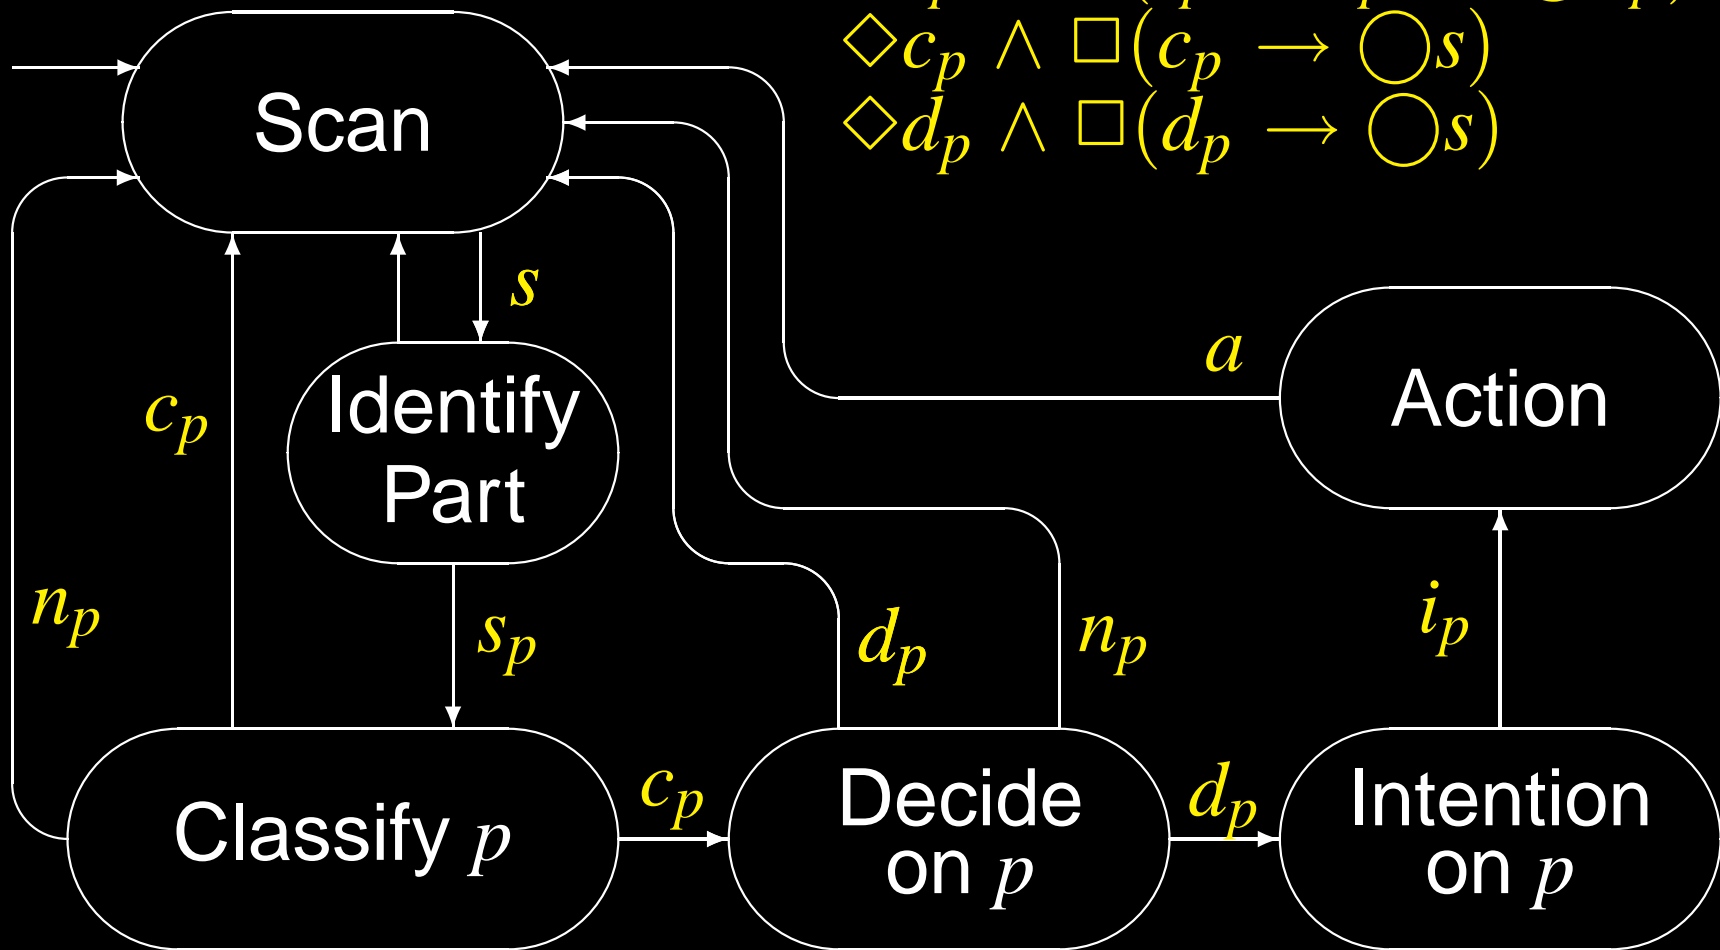 ◇c_p ∧ □(c_p → ◯s)
◇d_p ∧ □(d_p → ◯s)
Scan
s
a
Action
Identify
Part
c_p
n_p
s_p
d_p
n_p
i_p
Classify p
c_p
Decide
on p
d_p
Intention
on p